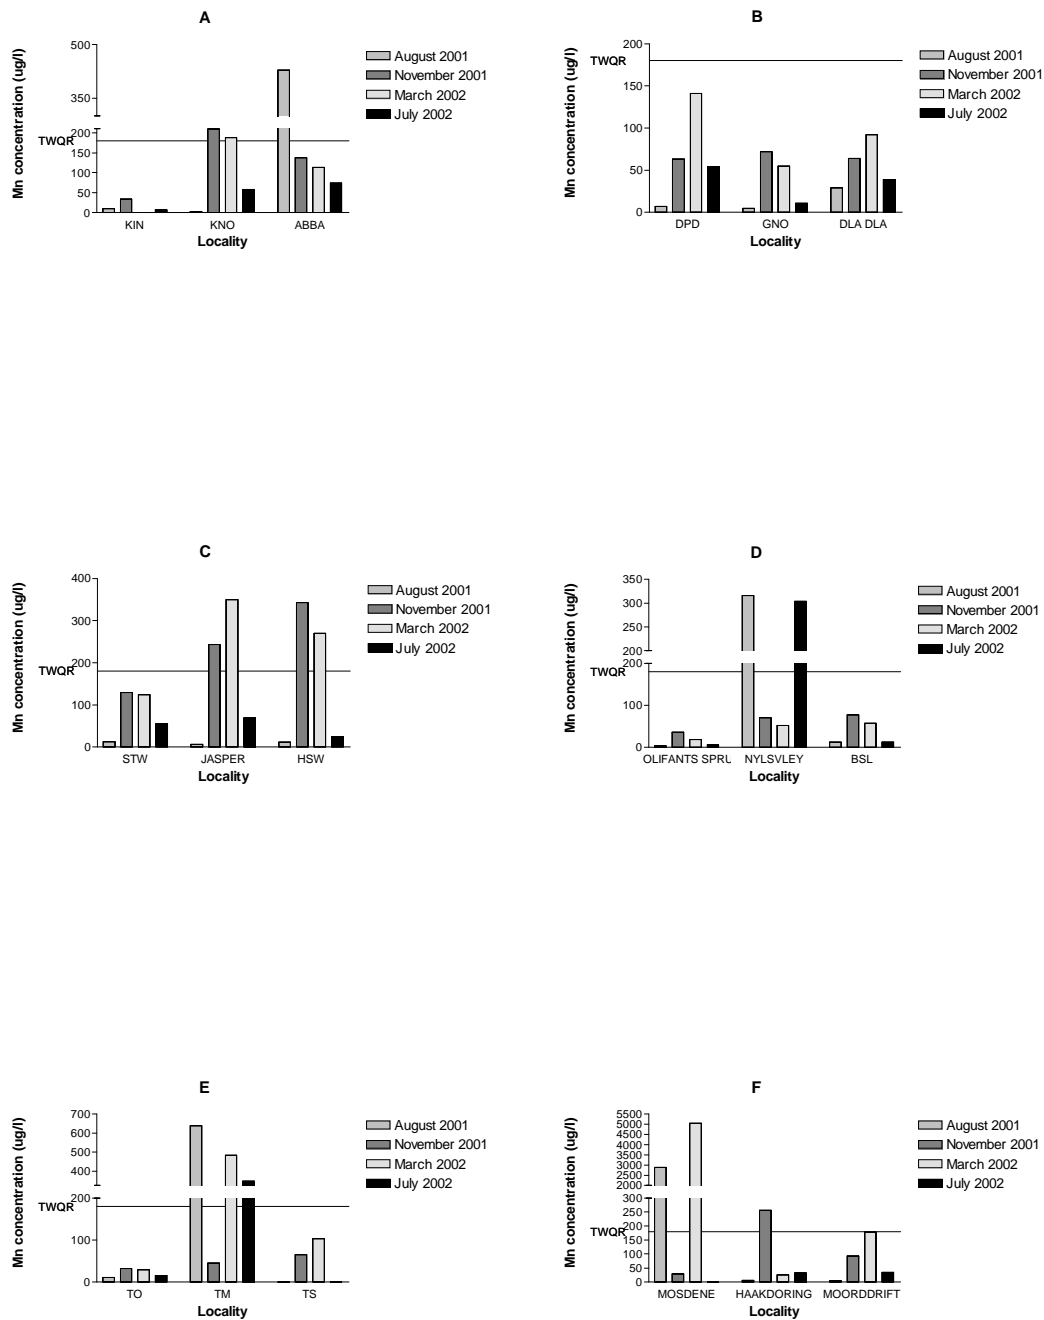 A
Mn concentration (ug/l)
500
350
200
150
100
50
0
TWQR
KIN KNO ABBA
Locality
August 2001
November 2001
March 2002
July 2002
B
Mn concentration (ug/l)
200
150
100
50
0
TWQR
DPD GNO DLA DLA
Locality
August 2001
November 2001
March 2002
July 2002
C
Mn concentration (ug/l)
400
300
200
100
0
TWQR
STW JASPER HSW
Locality
August 2001
November 2001
March 2002
July 2002
D
Mn concentration (ug/l)
350
300
250
200
200
100
0
TWQR
OLIFANTS SPRU NYLSVLEY BSL
Locality
August 2001
November 2001
March 2002
July 2002
E
Mn concentration (ug/l)
700
600
500
400
200
100
0
TWQR
TO TM TS
Locality
August 2001
November 2001
March 2002
July 2002
F
Mn concentration (ug/l)
5500
5000
4500
4000
3500
3000
2500
2000
300
250
200
150
100
50
0
TWQR
MOSDENE HAAKDORING MOORDDRIFT
Locality
August 2001
November 2001
March 2002
July 2002